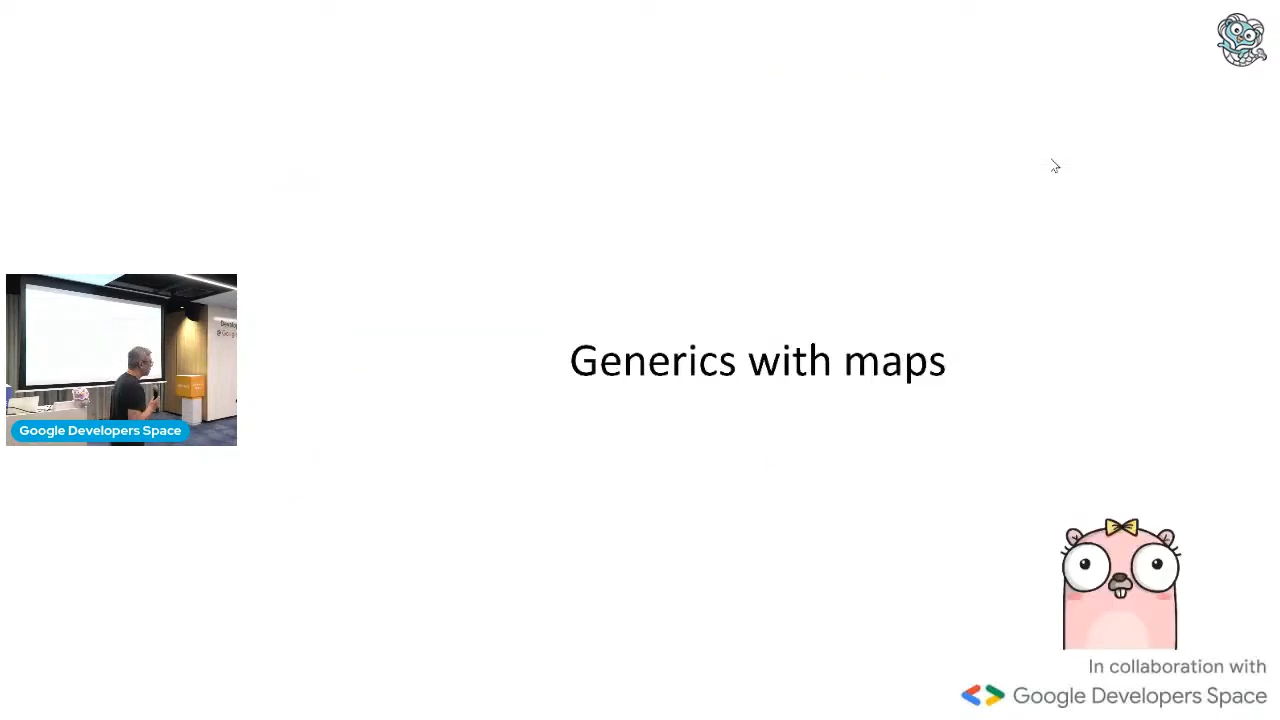 Generics with maps
Google Developers Space
In collaboration with
Google Developers Space